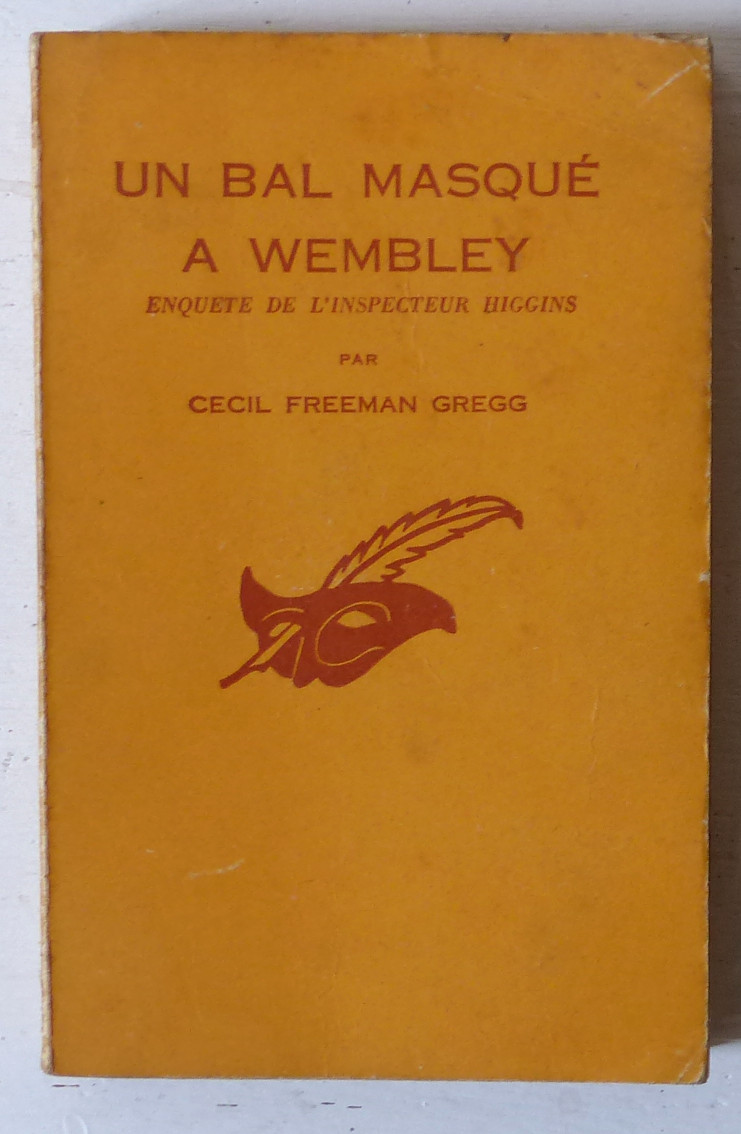 UN BAL MASQUÉ
A WEMBLEY
ENQUETE DE L'INSPECTEUR HIGGINS
PAR
CECIL FREEMAN GREGG